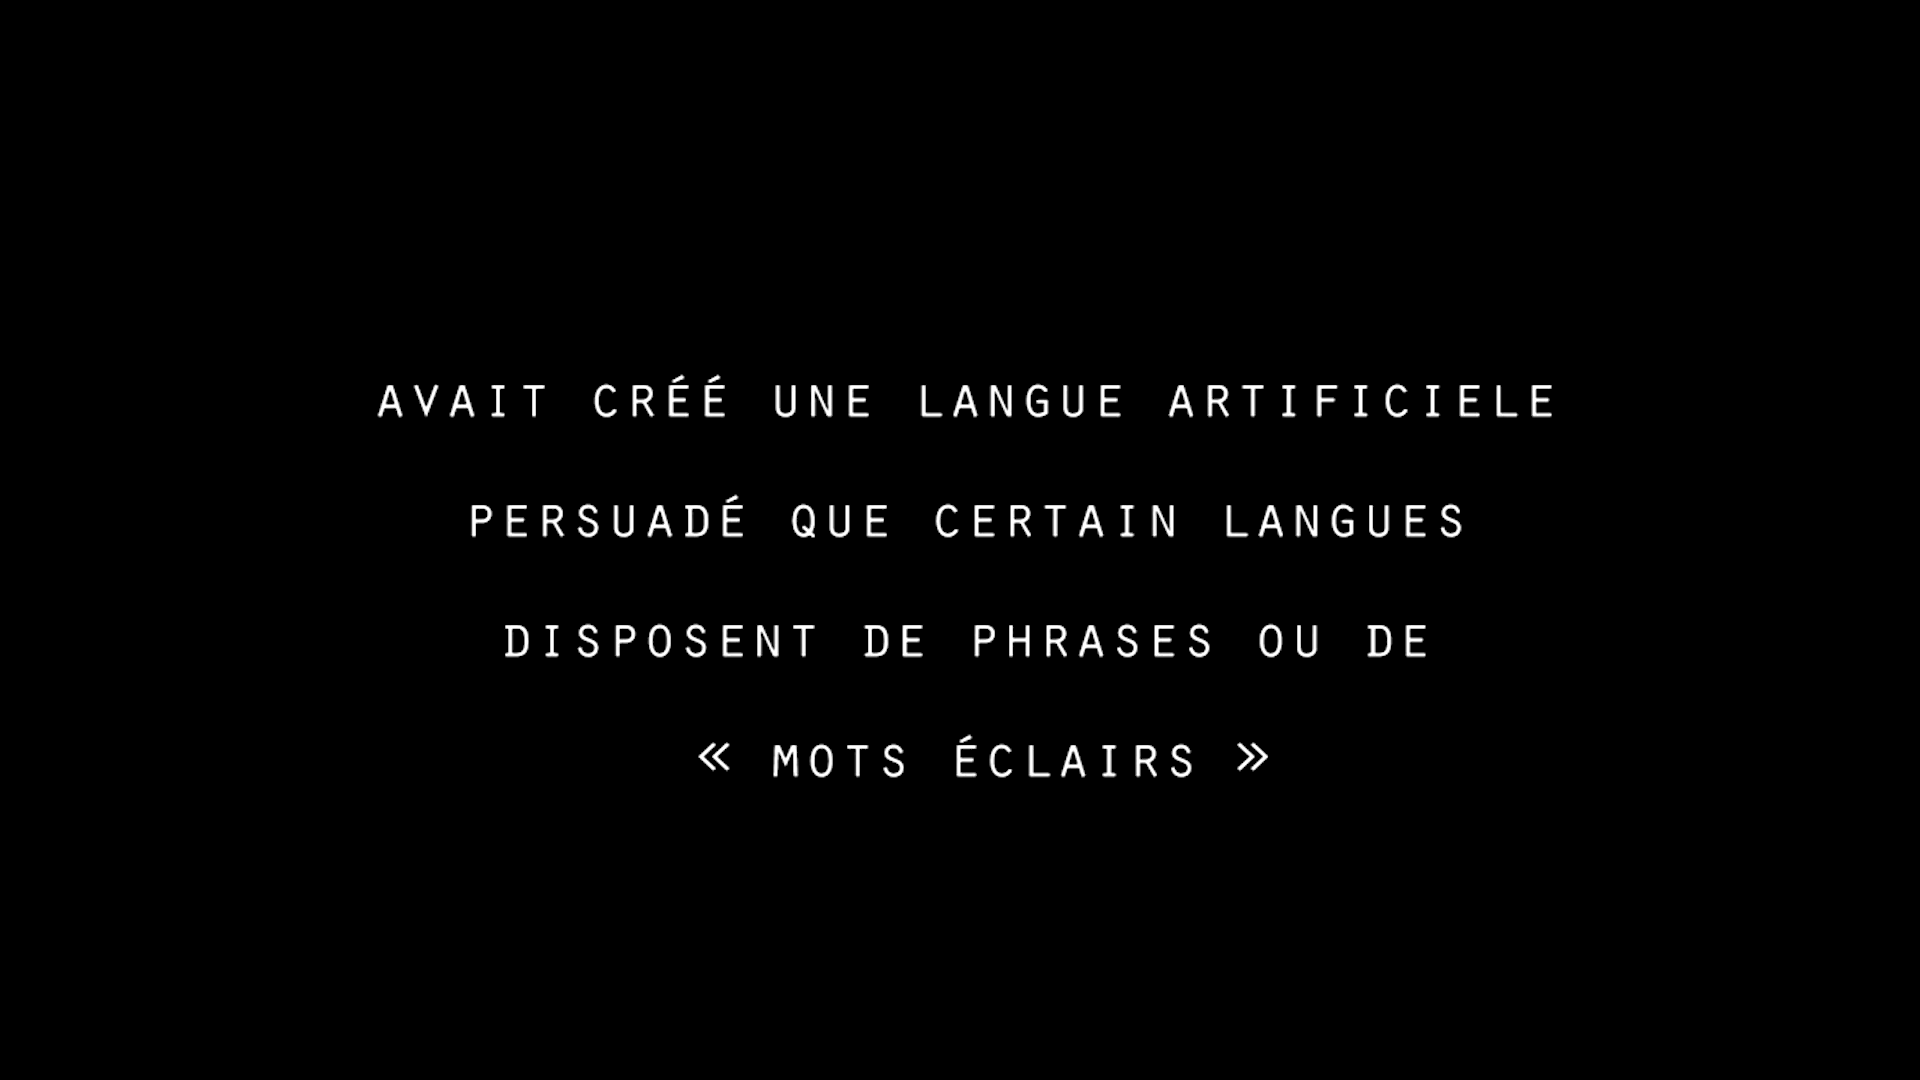 AVAIT CRÉÉ UNE LANGUE ARTIFICIELE
PERSUADÉ QUE CERTAIN LANGUES
DISPOSENT DE PHRASES OU DE
« MOTS ÉCLAIRS »